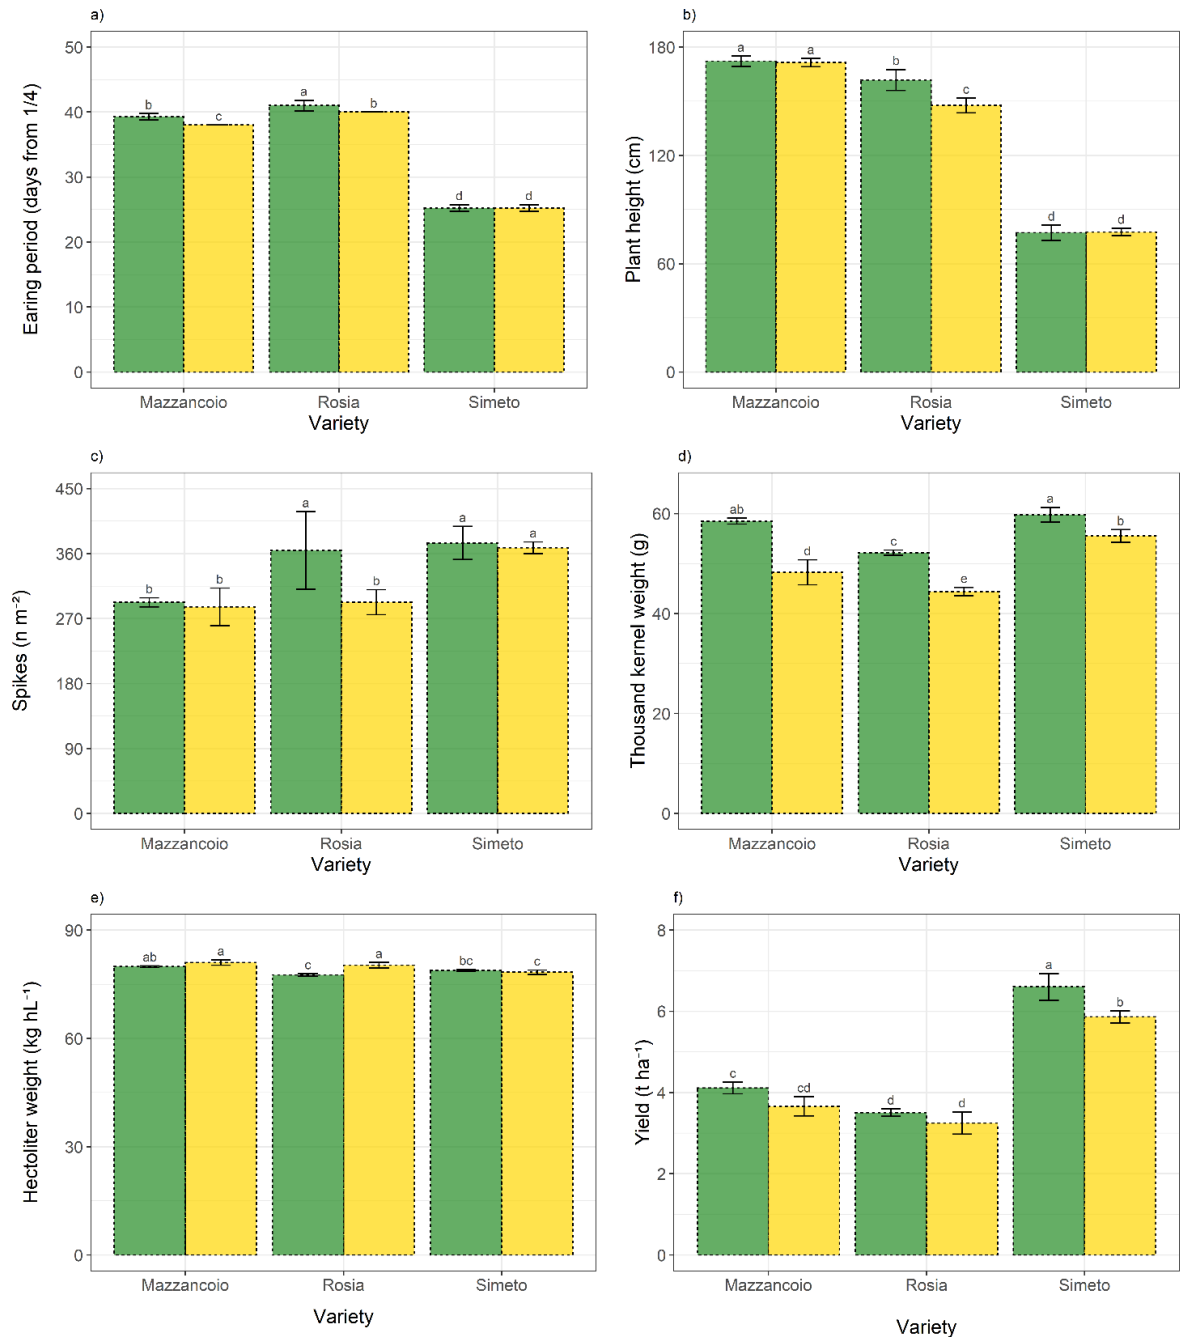 a)
Earing period (days from 1/4)
50
40
30
20
10
0
b
c
a
b
d
d
Mazzancoio
Rosia
Simeto
Variety
b)
Plant height (cm)
180
120
60
0
a
a
b
c
d
d
Mazzancoio
Rosia
Simeto
Variety
c)
Spikes (n m⁻²)
450
360
270
180
90
0
b
b
a
b
a
a
Mazzancoio
Rosia
Simeto
Variety
d)
Thousand kernel weight (g)
60
40
20
0
ab
d
c
e
a
b
Mazzancoio
Rosia
Simeto
Variety
e)
Hectoliter weight (kg hL⁻¹)
90
60
30
0
ab
a
c
a
bc
c
Mazzancoio
Rosia
Simeto
Variety
f)
Yield (t ha⁻¹)
8
6
4
2
0
c
cd
d
d
a
b
Mazzancoio
Rosia
Simeto
Variety